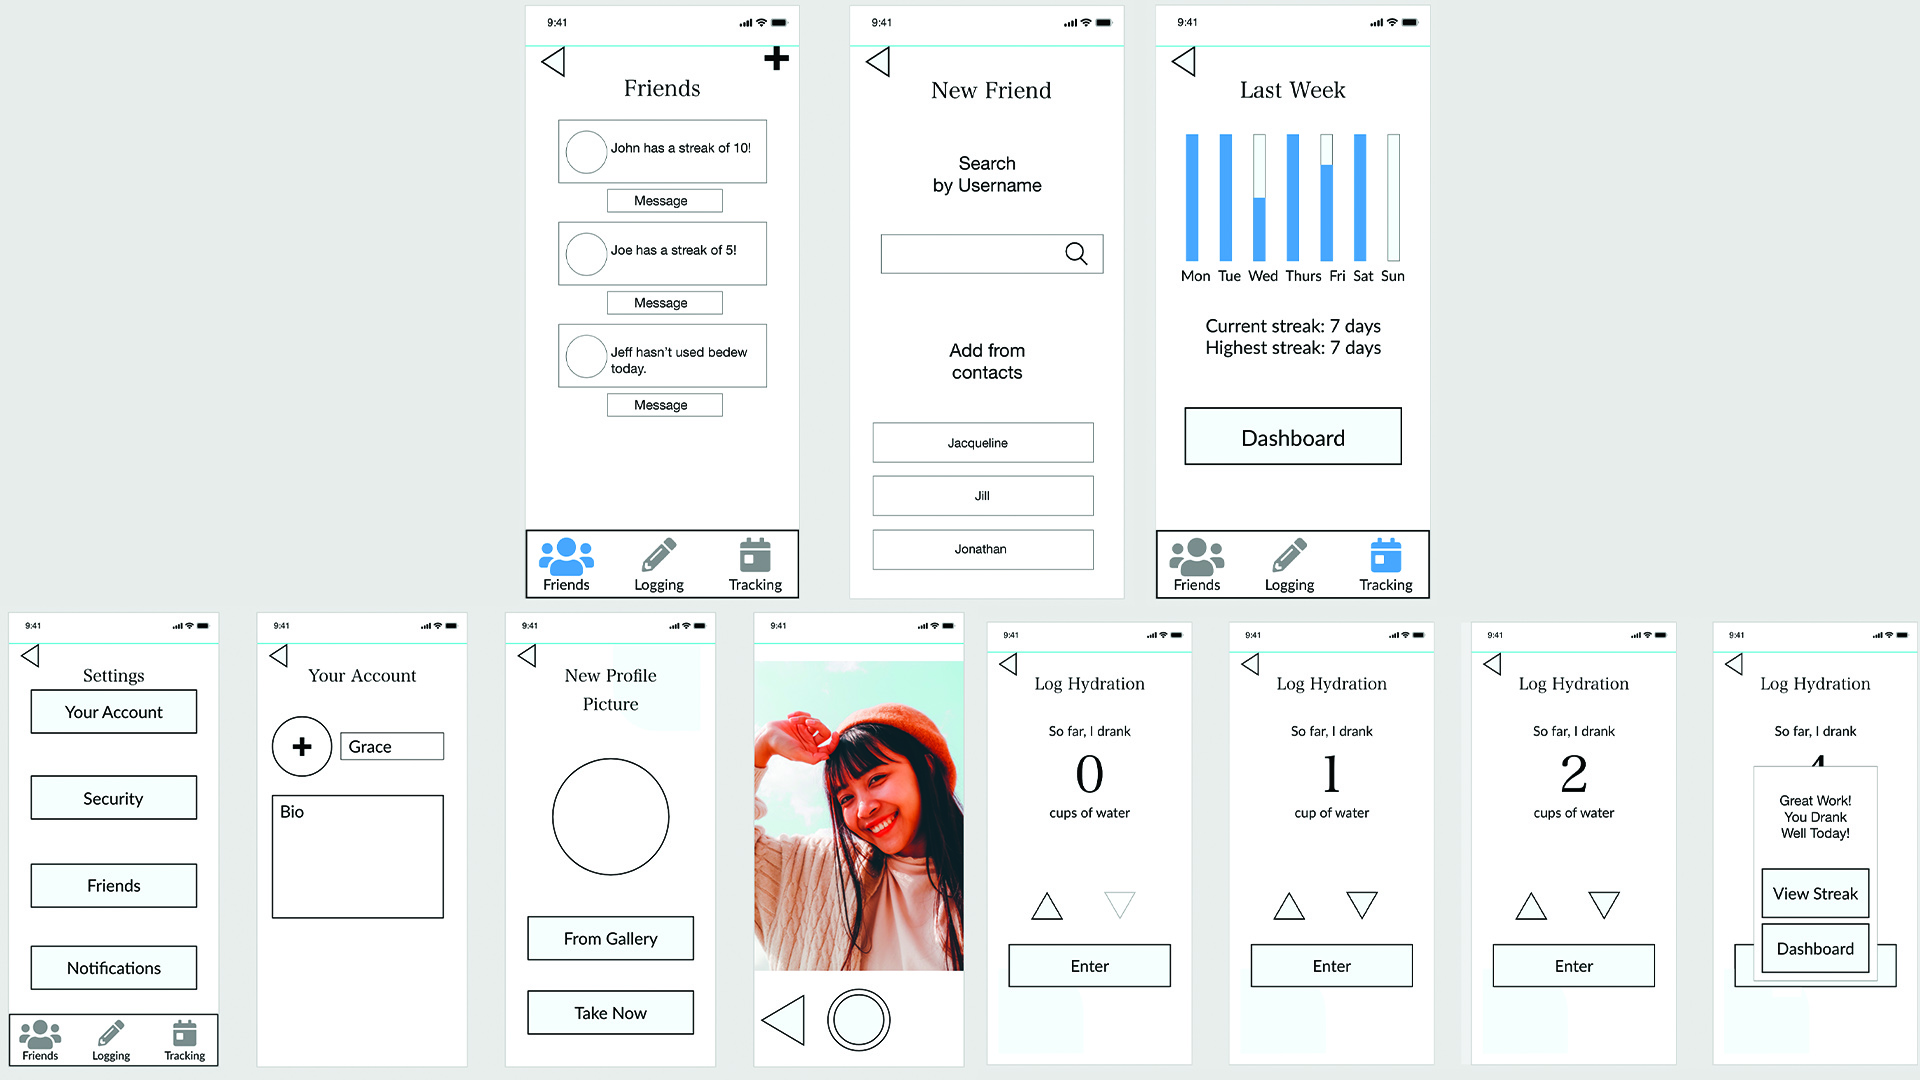 9:41
Friends
John has a streak of 10!
Message
Joe has a streak of 5!
Message
Jeff hasn't used bedew
today.
Message
Friends Logging Tracking
9:41
New Friend
Search
by Username
Add from
contacts
Jacqueline
Jill
Jonathan
9:41
Last Week
Mon Tue Wed Thurs Fri Sat Sun
Current streak: 7 days
Highest streak: 7 days
Dashboard
Friends Logging Tracking
9:41
Settings
Your Account
Security
Friends
Notifications
Friends Logging Tracking
9:41
Your Account
Grace
Bio
9:41
New Profile
Picture
From Gallery
Take Now
9:41
9:41
Log Hydration
So far, I drank
0
cups of water
Enter
9:41
Log Hydration
So far, I drank
1
cup of water
Enter
9:41
Log Hydration
So far, I drank
2
cups of water
Enter
9:41
Log Hydration
So far, I drank
Great Work!
You Drank
Well Today!
View Streak
Dashboard